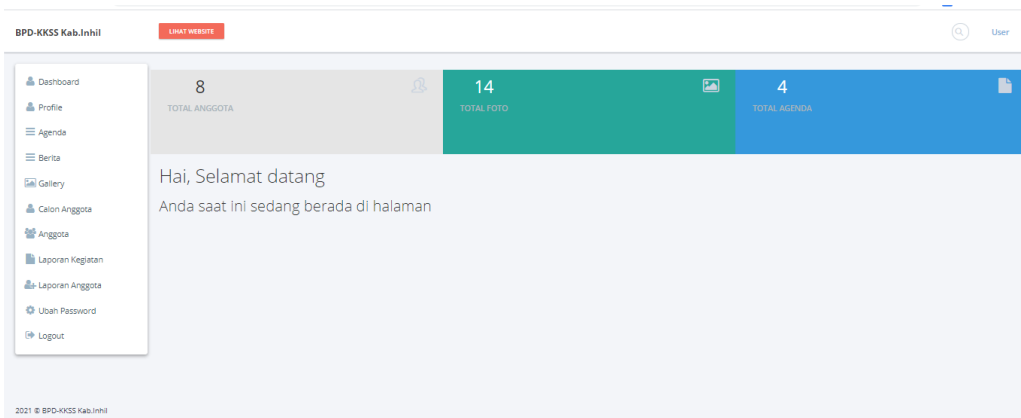 BPD-KKSS Kab.Inhil
LIHAT WEBSITE
User
Dashboard
Profile
Agenda
Berita
Gallery
Calon Anggota
Anggota
Laporan Kegiatan
Laporan Anggota
Ubah Password
Logout
8
TOTAL ANGGOTA
14
TOTAL FOTO
4
TOTAL AGENDA
Hai, Selamat datang
Anda saat ini sedang berada di halaman
2021 © BPD-KKSS Kab.Inhil